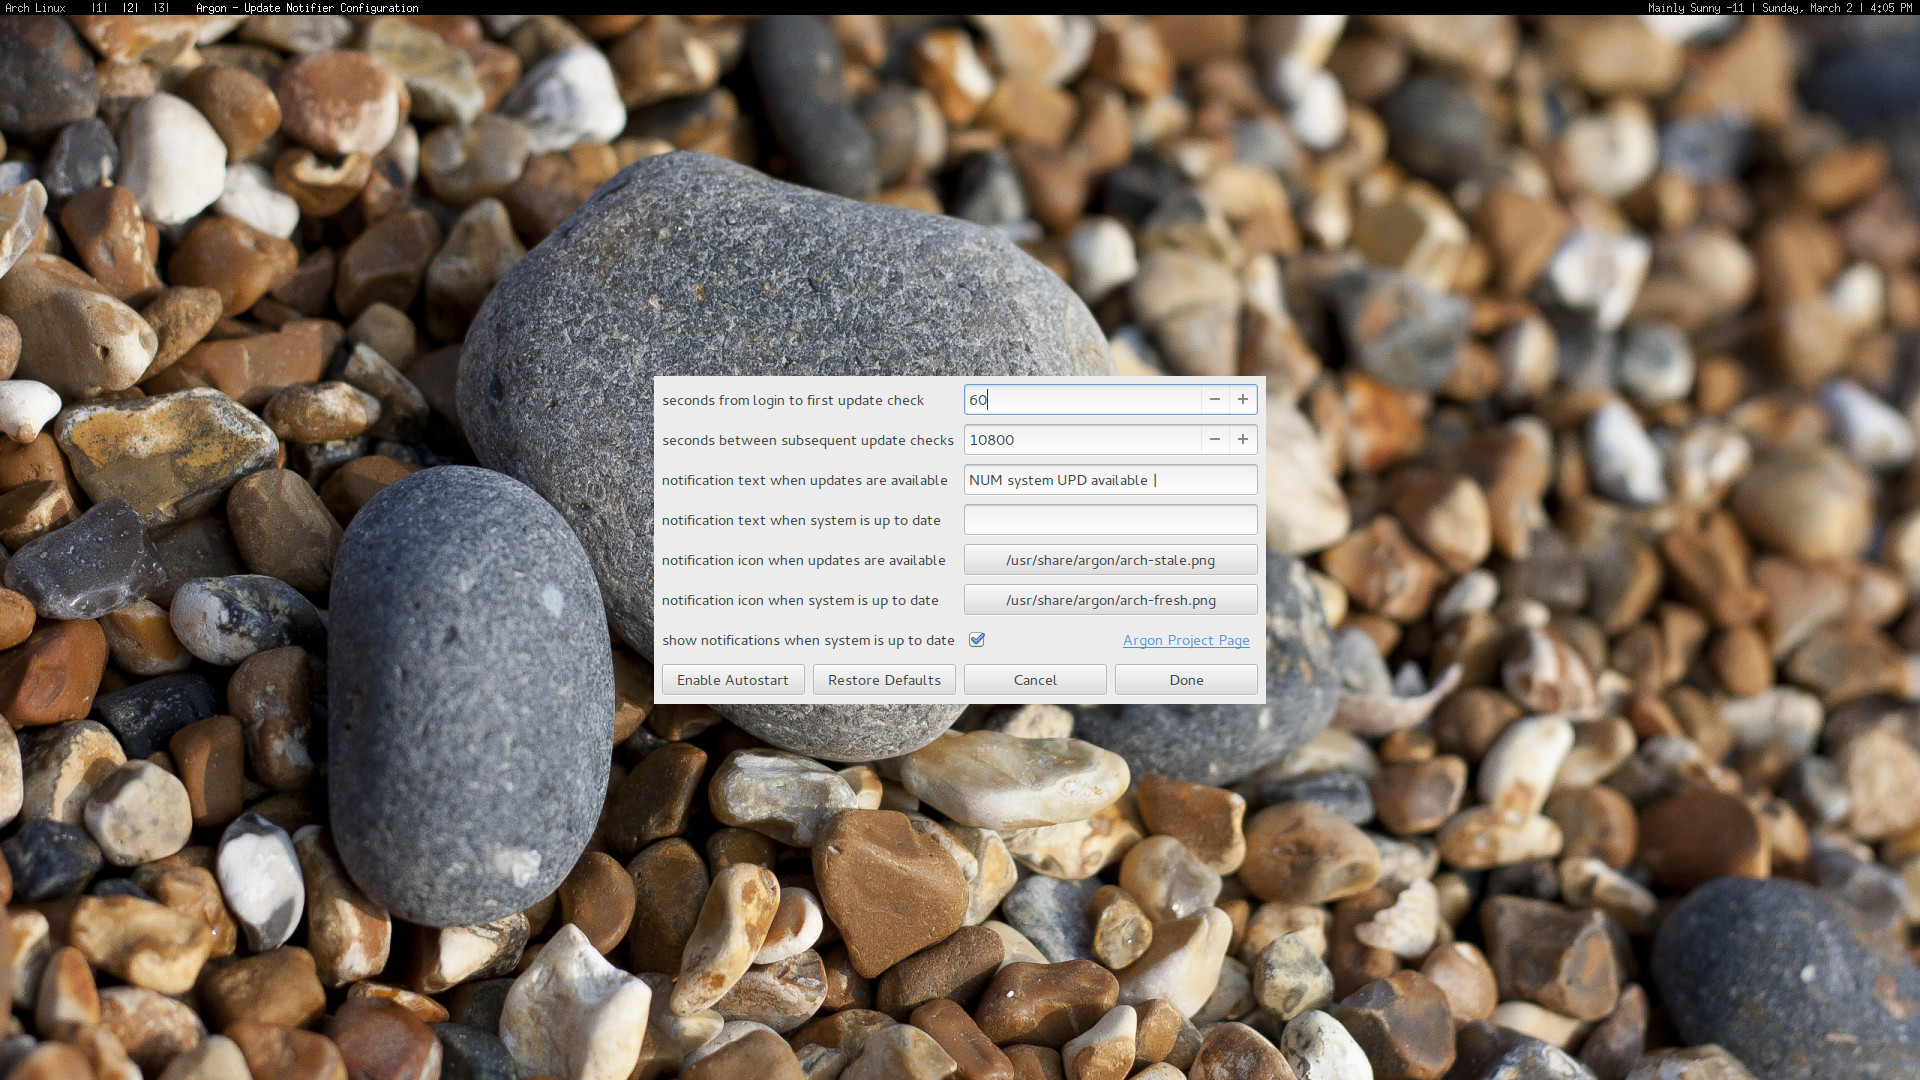 Arch Linux |1| |2| |3| Argon - Update Notifier Configuration Mainly Sunny -11 | Sunday, March 2 | 4:05 PM
seconds from login to first update check 60 − +
seconds between subsequent update checks 10800 − +
notification text when updates are available NUM system UPD available |
notification text when system is up to date
notification icon when updates are available /usr/share/argon/arch-stale.png
notification icon when system is up to date /usr/share/argon/arch-fresh.png
show notifications when system is up to date Argon Project Page
Enable Autostart Restore Defaults Cancel Done